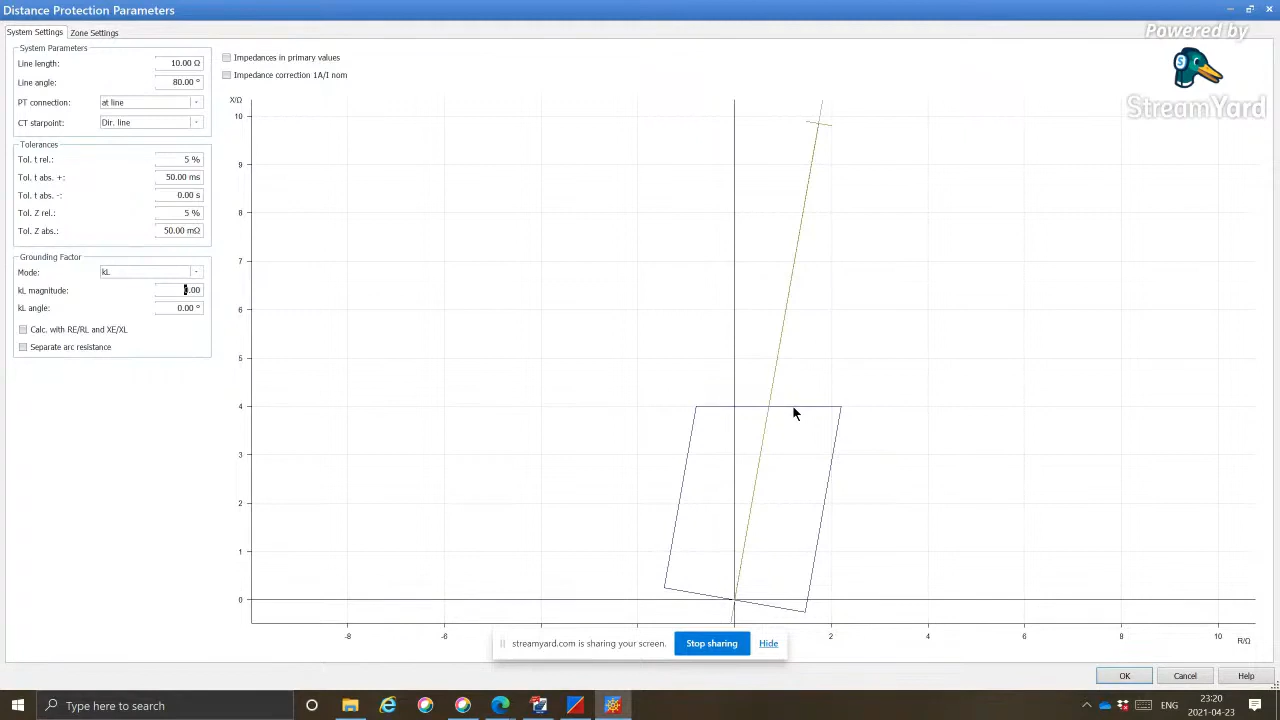 Distance Protection Parameters
System Settings
Zone Settings
Powered by
StreamYard
System Parameters
Line length: 10.00 Ω
Line angle: 80.00 °
PT connection: at line
CT starpoint: Dir. line
Tolerances
Tol. t rel.: 5 %
Tol. t abs. +: 50.00 ms
Tol. t abs. -: 0.00 s
Tol. Z rel.: 5 %
Tol. Z abs.: 50.00 mΩ
Grounding Factor
Mode: kL
kL magnitude: .00
kL angle: 0.00 °
Calc. with RE/RL and XE/XL
Separate arc resistance
Impedances in primary values
Impedance correction 1A/I nom
X/Ω
10
9
8
7
6
5
4
3
2
1
0
-8
-6
2
4
6
8
10
R/Ω
streamyard.com is sharing your screen.
Stop sharing
Hide
OK
Cancel
Help
Type here to search
ENG
23:20
2021-04-23